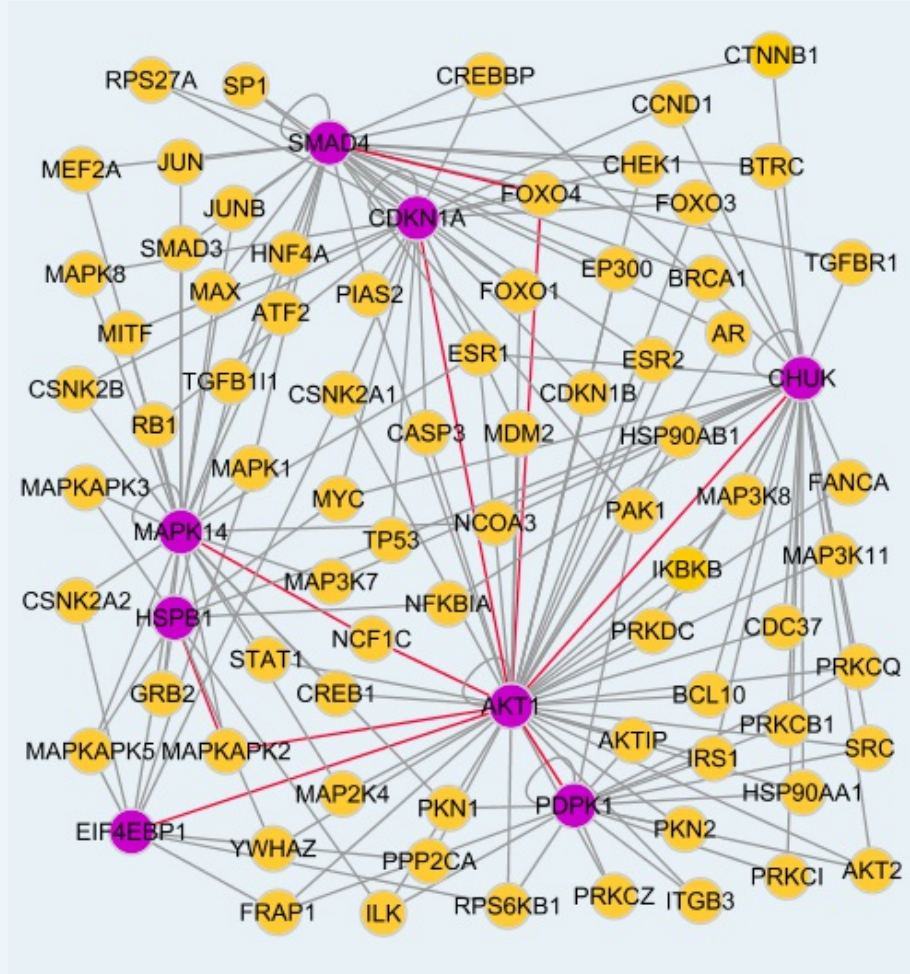 CTNNB1
RPS27A
SP1
CREBBP
CCND1
SMAD4
MEF2A
JUN
CHEK1
BTRC
FOXO4
JUNB
CDKN1A
FOXO3
SMAD3
HNF4A
MAPK8
EP300
BRCA1
TGFBR1
MAX
PIAS2
FOXO1
ATF2
MITF
AR
ESR1
ESR2
CSNK2B
TGFB1I1
CSNK2A1
CDKN1B
CHUK
RB1
CASP3
MDM2
HSP90AB1
MAPK1
MAPKAPK3
MYC
PAK1
MAP3K8
FANCA
MAPK14
TP53
NCOA3
MAP3K11
MAP3K7
IKBKB
CSNK2A2
NFKBIA
HSPB1
NCF1C
PRKDC
CDC37
STAT1
PRKCQ
GRB2
CREB1
AKT1
BCL10
PRKCB1
MAPKAPK5
MAPKAPK2
AKTIP
IRS1
SRC
MAP2K4
PKN1
PDPK1
HSP90AA1
EIF4EBP1
PKN2
YWHAZ
PPP2CA
PRKCI
AKT2
FRAP1
ILK
RPS6KB1
PRKCZ
ITGB3